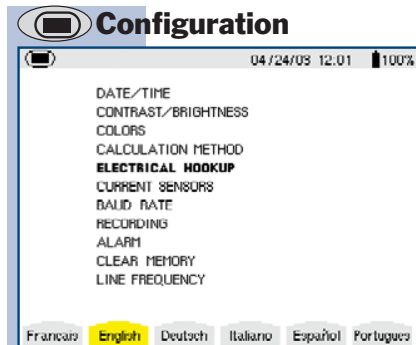 Configuration
04/24/03 12:01 100%
DATE/TIME
CONTRAST/BRIGHTNESS
COLORS
CALCULATION METHOD
ELECTRICAL HOOKUP
CURRENT SENSORS
BAUD RATE
RECORDING
ALARM
CLEAR MEMORY
LINE FREQUENCY
Francais English Deutsch Italiano Español Portugues